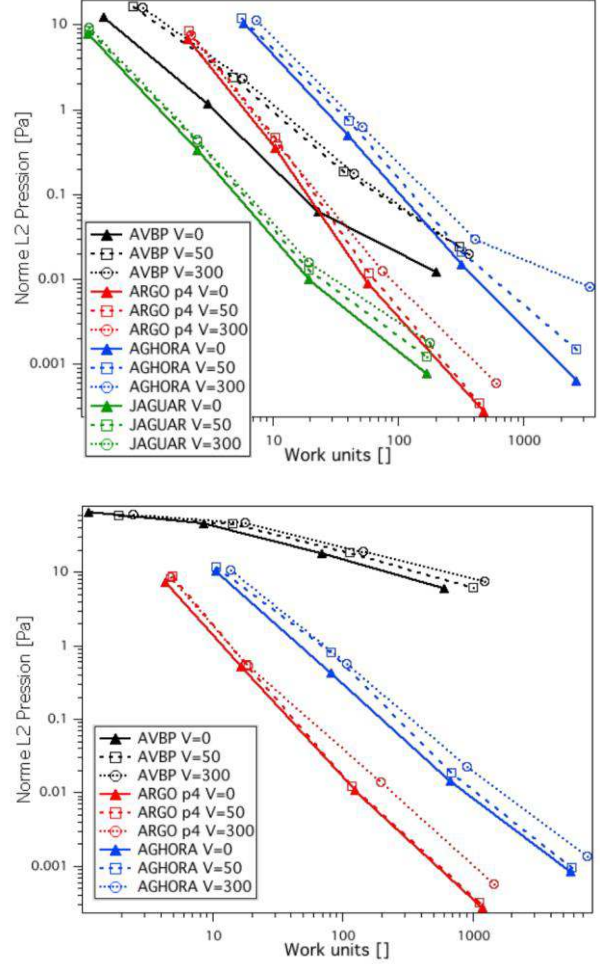 10
1
0.1
0.01
0.001
Norme L2 Pression [Pa]
AVBP V=0
AVBP V=50
AVBP V=300
ARGO p4 V=0
ARGO p4 V=50
ARGO p4 V=300
AGHORA V=0
AGHORA V=50
AGHORA V=300
JAGUAR V=0
JAGUAR V=50
JAGUAR V=300
10 100 1000
Work units []
10
1
0.1
0.01
0.001
Norme L2 Pression [Pa]
AVBP V=0
AVBP V=50
AVBP V=300
ARGO p4 V=0
ARGO p4 V=50
ARGO p4 V=300
AGHORA V=0
AGHORA V=50
AGHORA V=300
10 100 1000
Work units []